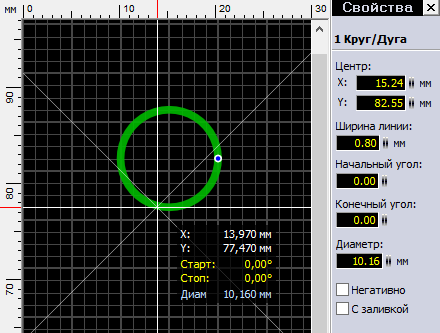 мм 0 10 20 30
90
80
70
X: 13,970 мм
Y: 77,470 мм
Старт: 0,00°
Стоп: 0,00°
Диам 10,160 мм
Свойства X
1 Круг/Дуга
Центр:
X: 15.24 мм
Y: 82.55 мм
Ширина линии:
0.80 мм
Начальный угол:
0.00
Конечный угол:
0.00
Диаметр:
10.16 мм
Негативно
С заливкой